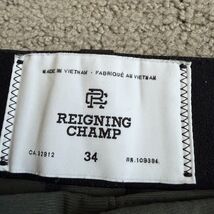 MADE IN VIETNAM • FABRIQUÉ AU VIETNAM
RC
REIGNING
CHAMP
CA.32812
34
RN.109384